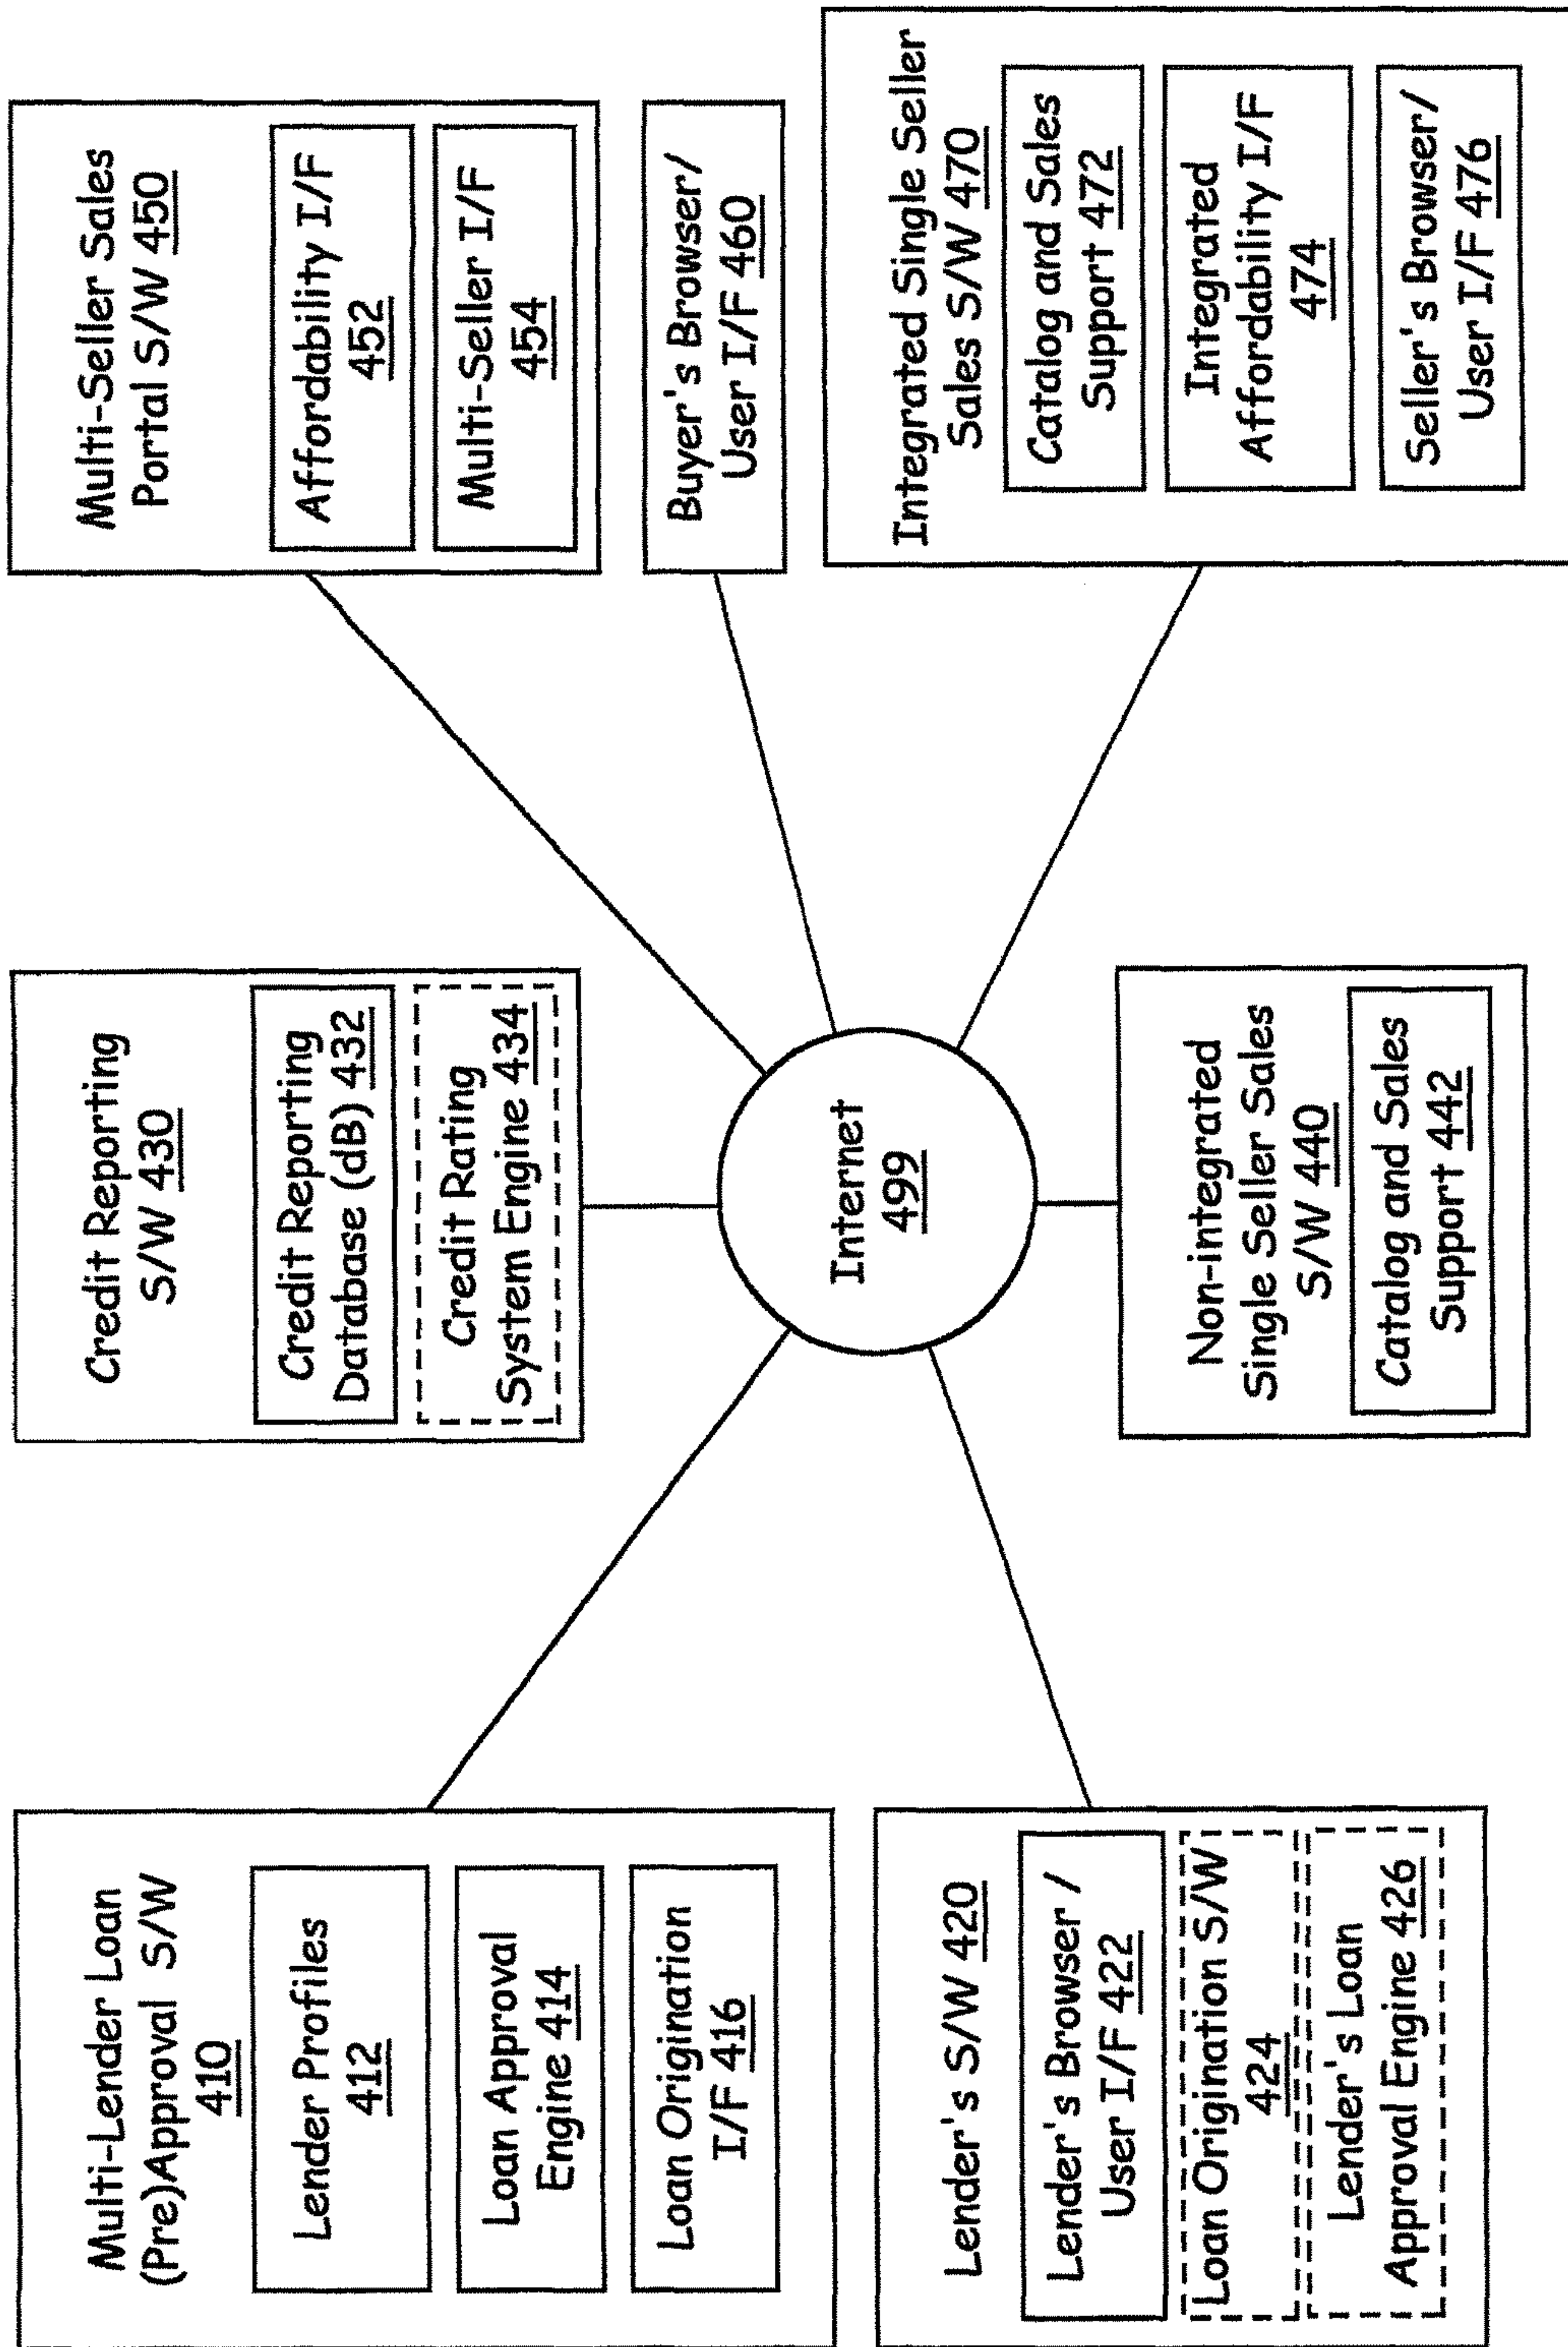 Multi-Lender Loan
(Pre)Approval S/W
410
Lender Profiles
412
Loan Approval
Engine 414
Loan Origination
I/F 416
Lender's S/W 420
Lender's Browser /
User I/F 422
Loan Origination S/W
424
Lender's Loan
Approval Engine 426
Credit Reporting
S/W 430
Credit Reporting
Database (dB) 432
Credit Rating
System Engine 434
Internet
499
Non-integrated
Single Seller Sales
S/W 440
Catalog and Sales
Support 442
Multi-Seller Sales
Portal S/W 450
Affordability I/F
452
Multi-Seller I/F
454
Buyer's Browser/
User I/F 460
Integrated Single Seller
Sales S/W 470
Catalog and Sales
Support 472
Integrated
Affordability I/F
474
Seller's Browser/
User I/F 476